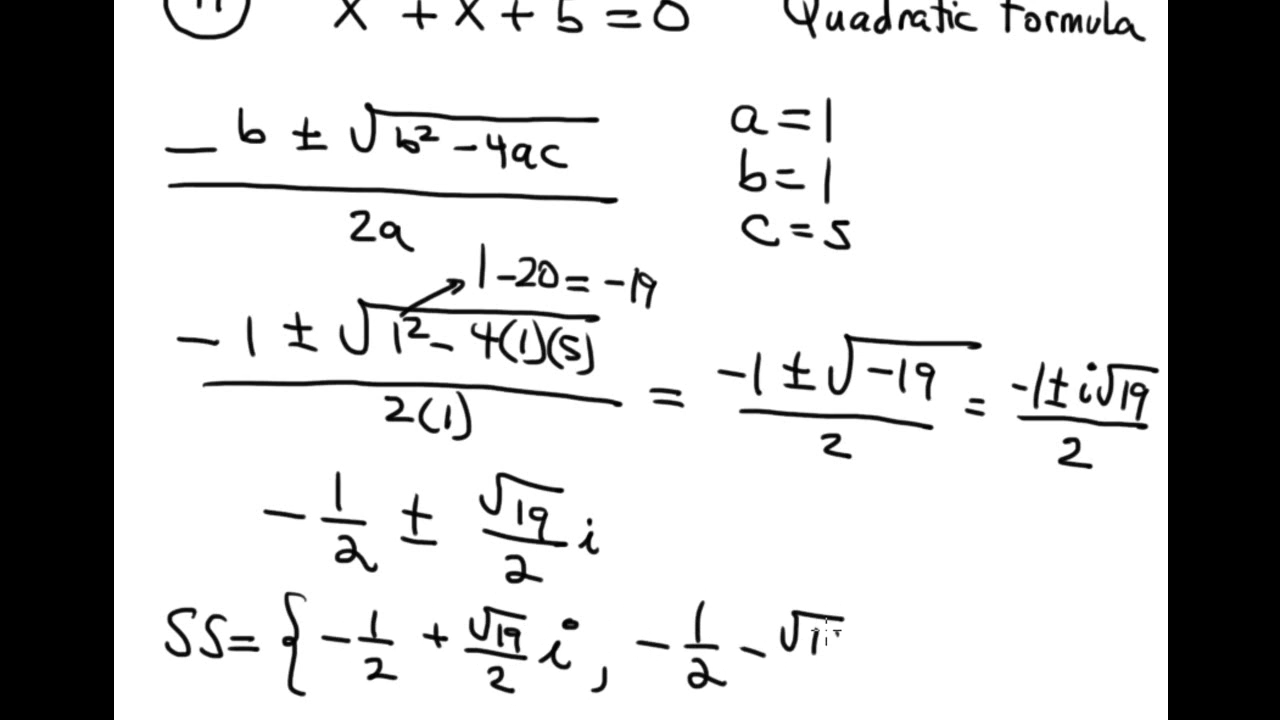 x + x + 5 = 0 Quadratic Formula
-b ± √(b² - 4ac) / 2a
a = 1
b = 1
c = 5
1 - 20 = -19
-1 ± √(1² - 4(1)(5)) / 2(1) = -1 ± √-19 / 2 = -1 ± i√19 / 2
-1/2 ± √19/2 i
SS = { -1/2 + √19/2 i, -1/2 - √1